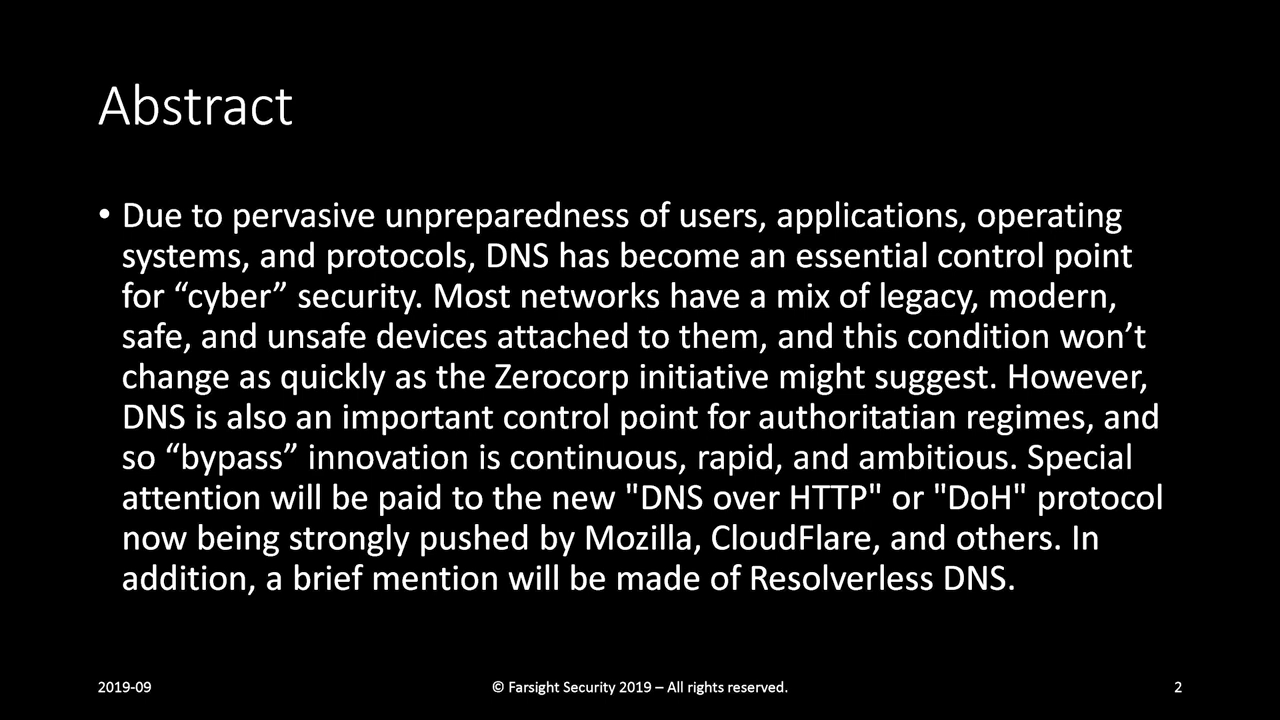 Abstract
• Due to pervasive unpreparedness of users, applications, operating
systems, and protocols, DNS has become an essential control point
for “cyber” security. Most networks have a mix of legacy, modern,
safe, and unsafe devices attached to them, and this condition won’t
change as quickly as the Zerocorp initiative might suggest. However,
DNS is also an important control point for authoritatian regimes, and
so “bypass” innovation is continuous, rapid, and ambitious. Special
attention will be paid to the new "DNS over HTTP" or "DoH" protocol
now being strongly pushed by Mozilla, CloudFlare, and others. In
addition, a brief mention will be made of Resolverless DNS.
2019-09
© Farsight Security 2019 – All rights reserved.
2